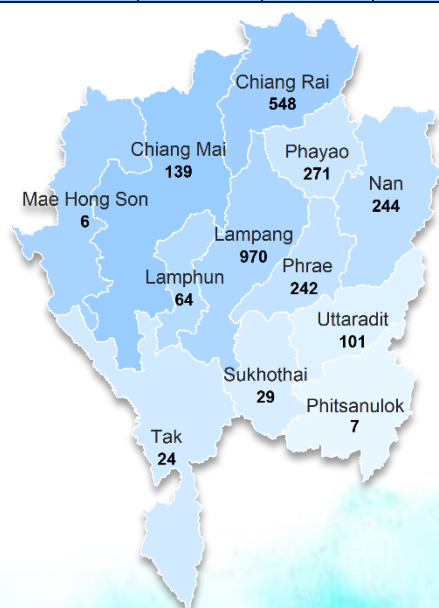 Chiang Rai
548
Chiang Mai
139
Phayao
271
Nan
244
Mae Hong Son
6
Lampang
970
Phrae
242
Lamphun
64
Uttaradit
101
Sukhothai
29
Phitsanulok
7
Tak
24